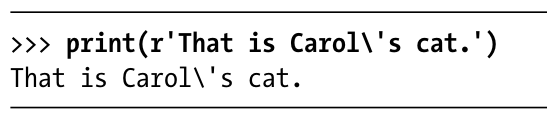 >>> print(r'That is Carol\'s cat.')
That is Carol\'s cat.